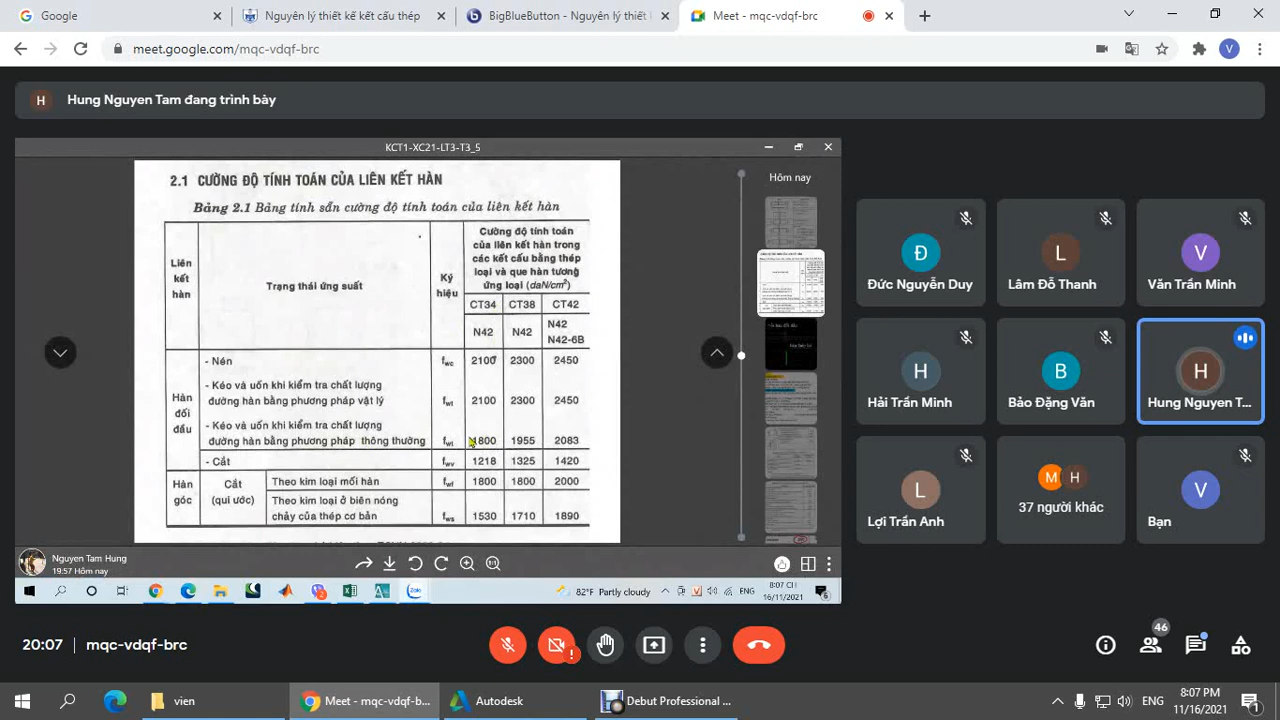 Google
Nguyên lý thiết kế kết cấu thép
BigBlueButton - Nguyên lý thiết
Meet - mqc-vdqf-brc
meet.google.com/mqc-vdqf-brc
V
H
Hung Nguyen Tam đang trình bày
KCT1-XC21-LT3-T3_5
Hôm nay
2.1 CƯỜNG ĐỘ TÍNH TOÁN CỦA LIÊN KẾT HÀN
Bảng 2.1 Bảng tính sẵn cường độ tính toán của liên kết hàn
Liên kết hàn
Trạng thái ứng suất
Ký hiệu
Cường độ tính toán
của liên kết hàn trong
các kết cấu bằng thép
loại và que hàn tương
ứng loại (daN/cm²)
CT34 CT38 CT42
N42 N42 N42 N42-6B
- Nén fwc 2100 2300 2450
Hàn đối đầu
- Kéo và uốn khi kiểm tra chất lượng
đường hàn bằng phương pháp vật lý fwt 2100 2300 2450
- Kéo và uốn khi kiểm tra chất lượng
đường hàn bằng phương pháp thông thường fwt 1800 1955 2083
- Cắt fwv 1218 1325 1420
Hàn góc
Cắt (qui ước)
Theo kim loại mối hàn fwf 1800 1800 2000
Theo kim loại ở biên nóng
chảy của thép cơ bản fws 1530 1710 1890
Nguyen Tam Hung
19:57 Hôm nay
82°F Partly cloudy
ENG
8:07 CH
16/11/2021
6
Đ
Đức Nguyễn Duy
L
Lâm Đỗ Thanh
V
Văn Trần Minh
H
Hải Trần Minh
B
Bảo Đặng Văn
H
Hung Nguyen T...
L
Lợi Trần Anh
M H
37 người khác
V
Bạn
20:07 mqc-vdqf-brc
46
vien
Meet - mqc-vdqf-b...
Autodesk
Debut Professional ...
ENG
8:07 PM
11/16/2021
1